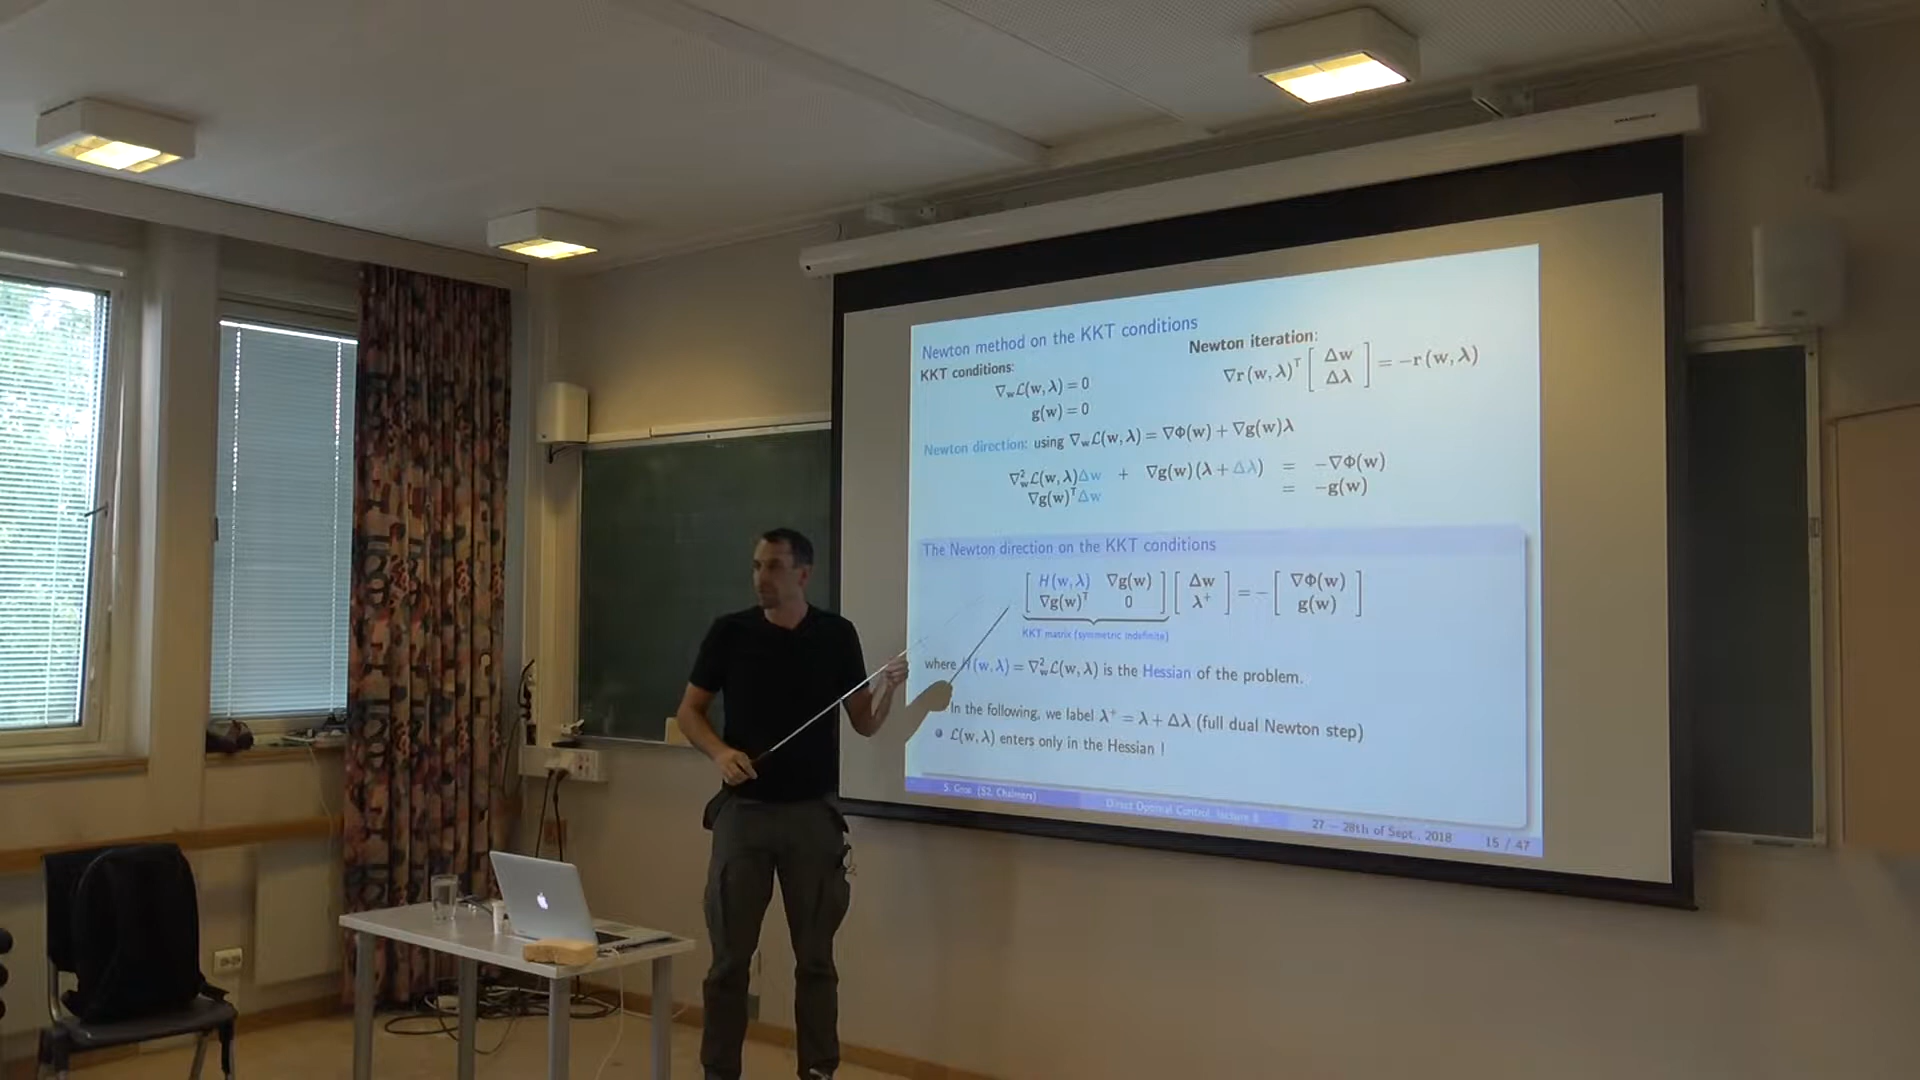 Newton method on the KKT conditions
KKT conditions:
∇wℒ(w, λ) = 0
g(w) = 0
Newton iteration:
∇r(w, λ)ᵀ [ Δw Δλ ] = −r(w, λ)
Newton direction: using ∇wℒ(w, λ) = ∇Φ(w) + ∇g(w)λ
∇²wℒ(w, λ)Δw + ∇g(w)(λ + Δλ) = −∇Φ(w)
∇g(w)ᵀΔw = −g(w)
The Newton direction on the KKT conditions
[ H(w, λ) ∇g(w) ] [ Δw ] = − [ ∇Φ(w) ]
[ ∇g(w)ᵀ 0 ] [ λ⁺ ] [ g(w) ]
KKT matrix (symmetric indefinite)
where H(w, λ) = ∇²wℒ(w, λ) is the Hessian of the problem.
In the following, we label λ⁺ = λ + Δλ (full dual Newton step)
ℒ(w, λ) enters only in the Hessian !
S. Gros (S2, Chalmers) Direct Optimal Control, lecture 27 – 28th of Sept., 2018 15 / 47